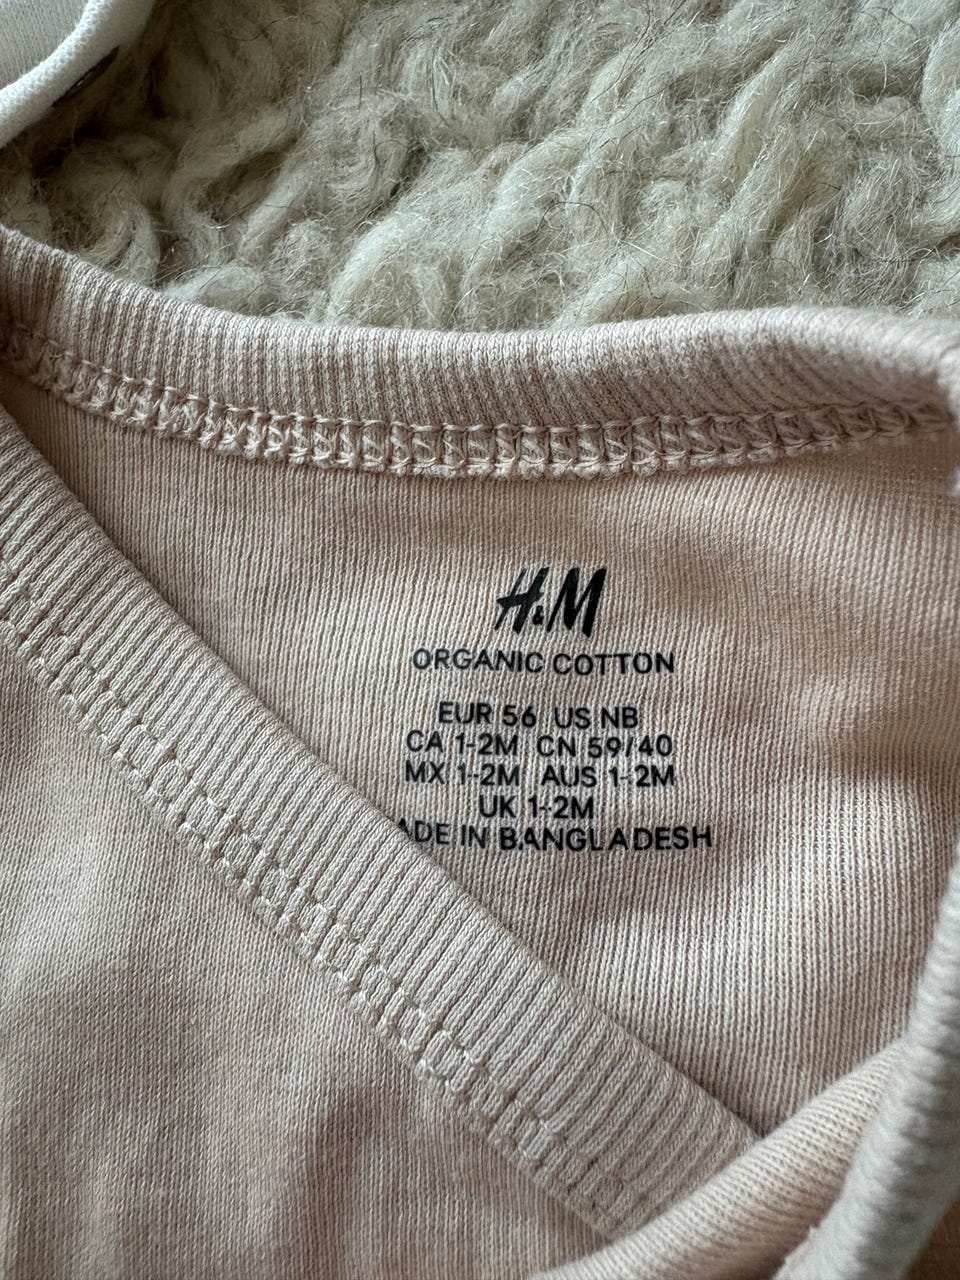 H&M
ORGANIC COTTON
EUR 56 US NB
CA 1-2M CN 59/40
MX 1-2M AUS 1-2M
UK 1-2M
ADE IN BANGLADESH